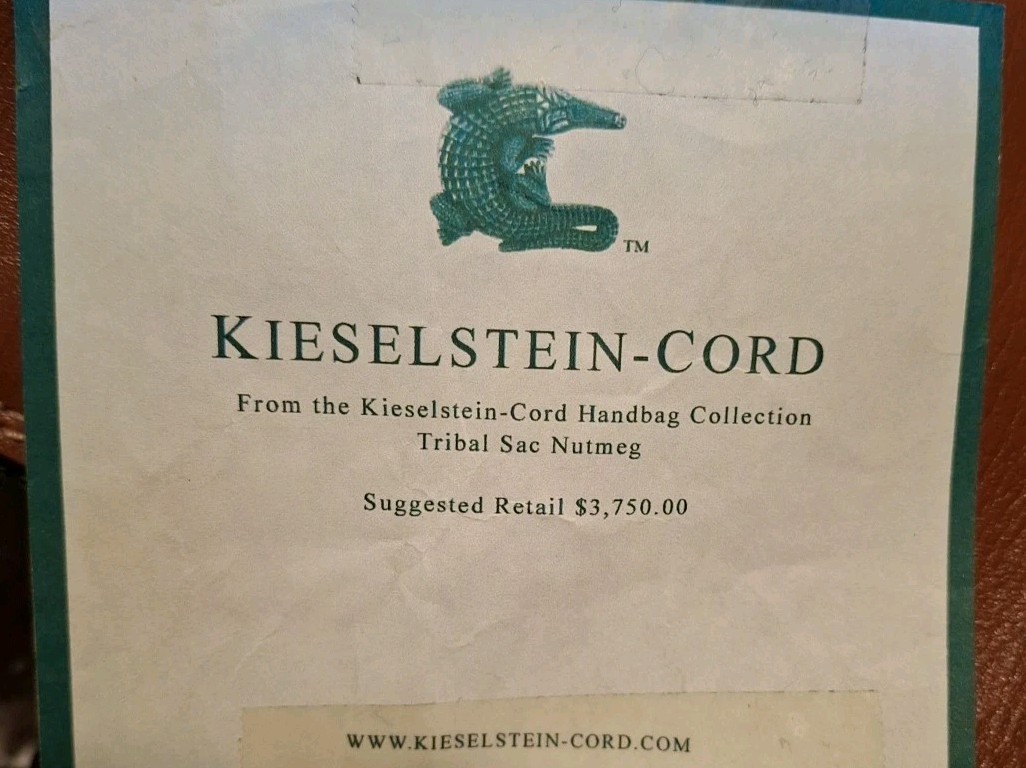 TM
KIESELSTEIN-CORD
From the Kieselstein-Cord Handbag Collection
Tribal Sac Nutmeg
Suggested Retail $3,750.00
WWW.KIESELSTEIN-CORD.COM